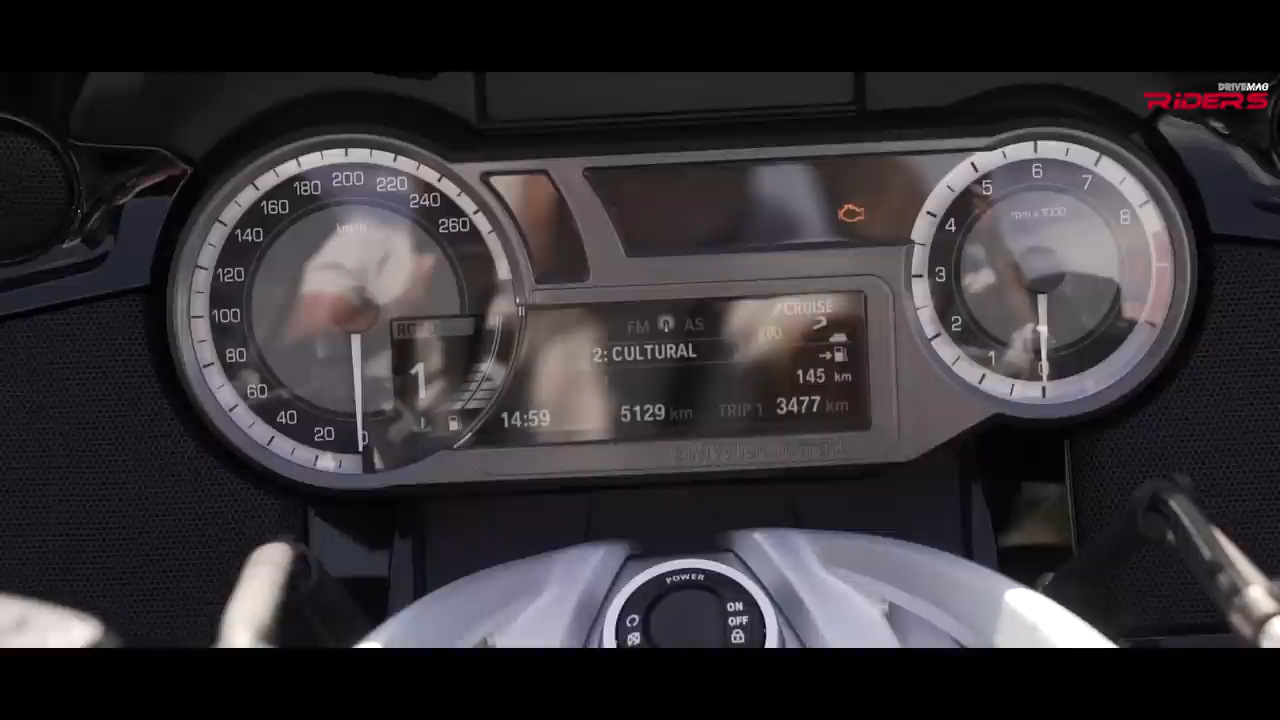 DRIVEMAG
RIDERS
180 200 220
160 240
140 260
km/h
120
100
80
60
40
20
0
ROAD
1
FM AS
2: CULTURAL
CRUISE
145 km
14:59 5129 km TRIP 1 3477 km
rpm x 1000
6
5 7
4 8
3
2
1
0
POWER
ON
OFF